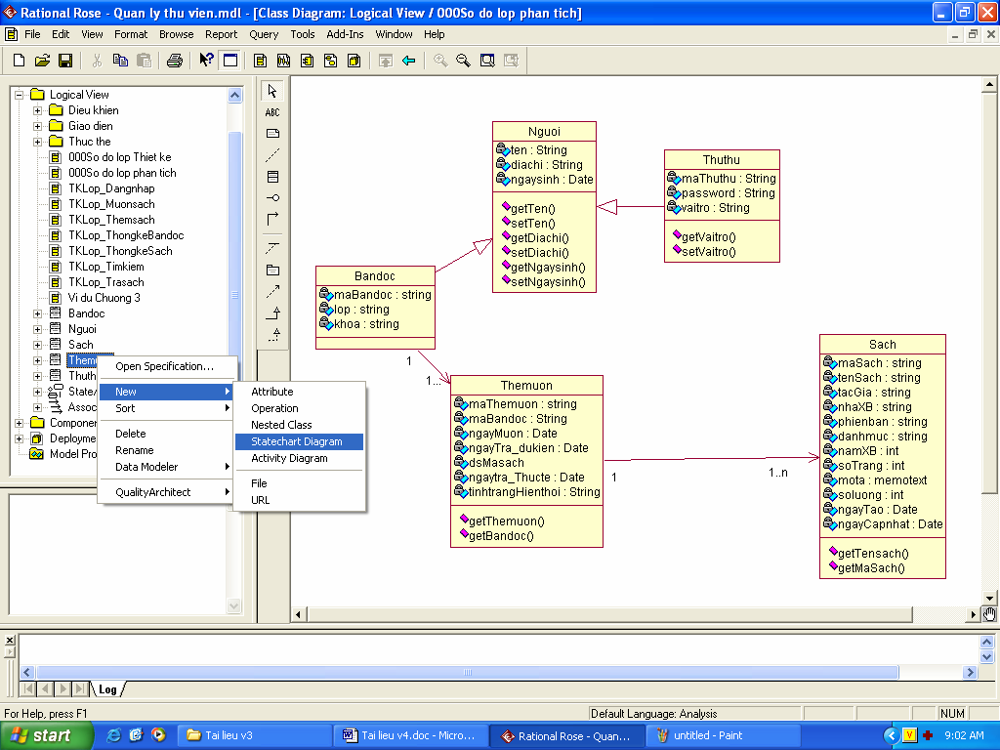 Rational Rose - Quan ly thu vien.mdl - [Class Diagram: Logical View / 000So do lop phan tich]
File Edit View Format Browse Report Query Tools Add-Ins Window Help
ABC
Logical View
Dieu khien
Giao dien
Thuc the
000So do lop Thiet ke
000So do lop phan tich
TKLop_Dangnhap
TKLop_Muonsach
TKLop_Themsach
TKLop_ThongkeBandoc
TKLop_ThongkeSach
TKLop_Timkiem
TKLop_Trasach
Vi du Chuong 3
Bandoc
Nguoi
Sach
Themu
Thuth
State/
Assoc
Componer
Deployme
Model Pro
Open Specification...
New
Sort
Delete
Rename
Data Modeler
QualityArchitect
Attribute
Operation
Nested Class
Statechart Diagram
Activity Diagram
File
URL
Nguoi
ten : String
diachi : String
ngaysinh : Date
getTen()
setTen()
getDiachi()
setDiachi()
getNgaysinh()
setNgaysinh()
Thuthu
maThuthu : String
password : String
vaitro : String
getVaitro()
setVaitro()
Bandoc
maBandoc : string
lop : string
khoa : string
1
1..
Themuon
maThemuon : string
maBandoc : String
ngayMuon : Date
ngayTra_dukien : Date
dsMasach
ngaytra_Thucte : Date
tinhtrangHienthoi : String
getThemuon()
getBandoc()
1
1..n
Sach
maSach : string
tenSach : string
tacGia : string
nhaXB : string
phienban : string
danhmuc : string
namXB : int
soTrang : int
mota : memotext
soluong : int
ngayTao : Date
ngayCapnhat : Date
getTensach()
getMaSach()
Log
For Help, press F1
Default Language: Analysis
NUM
start
Tai lieu v3
Tai lieu v4.doc - Micro...
Rational Rose - Quan...
untitled - Paint
V
9:02 AM